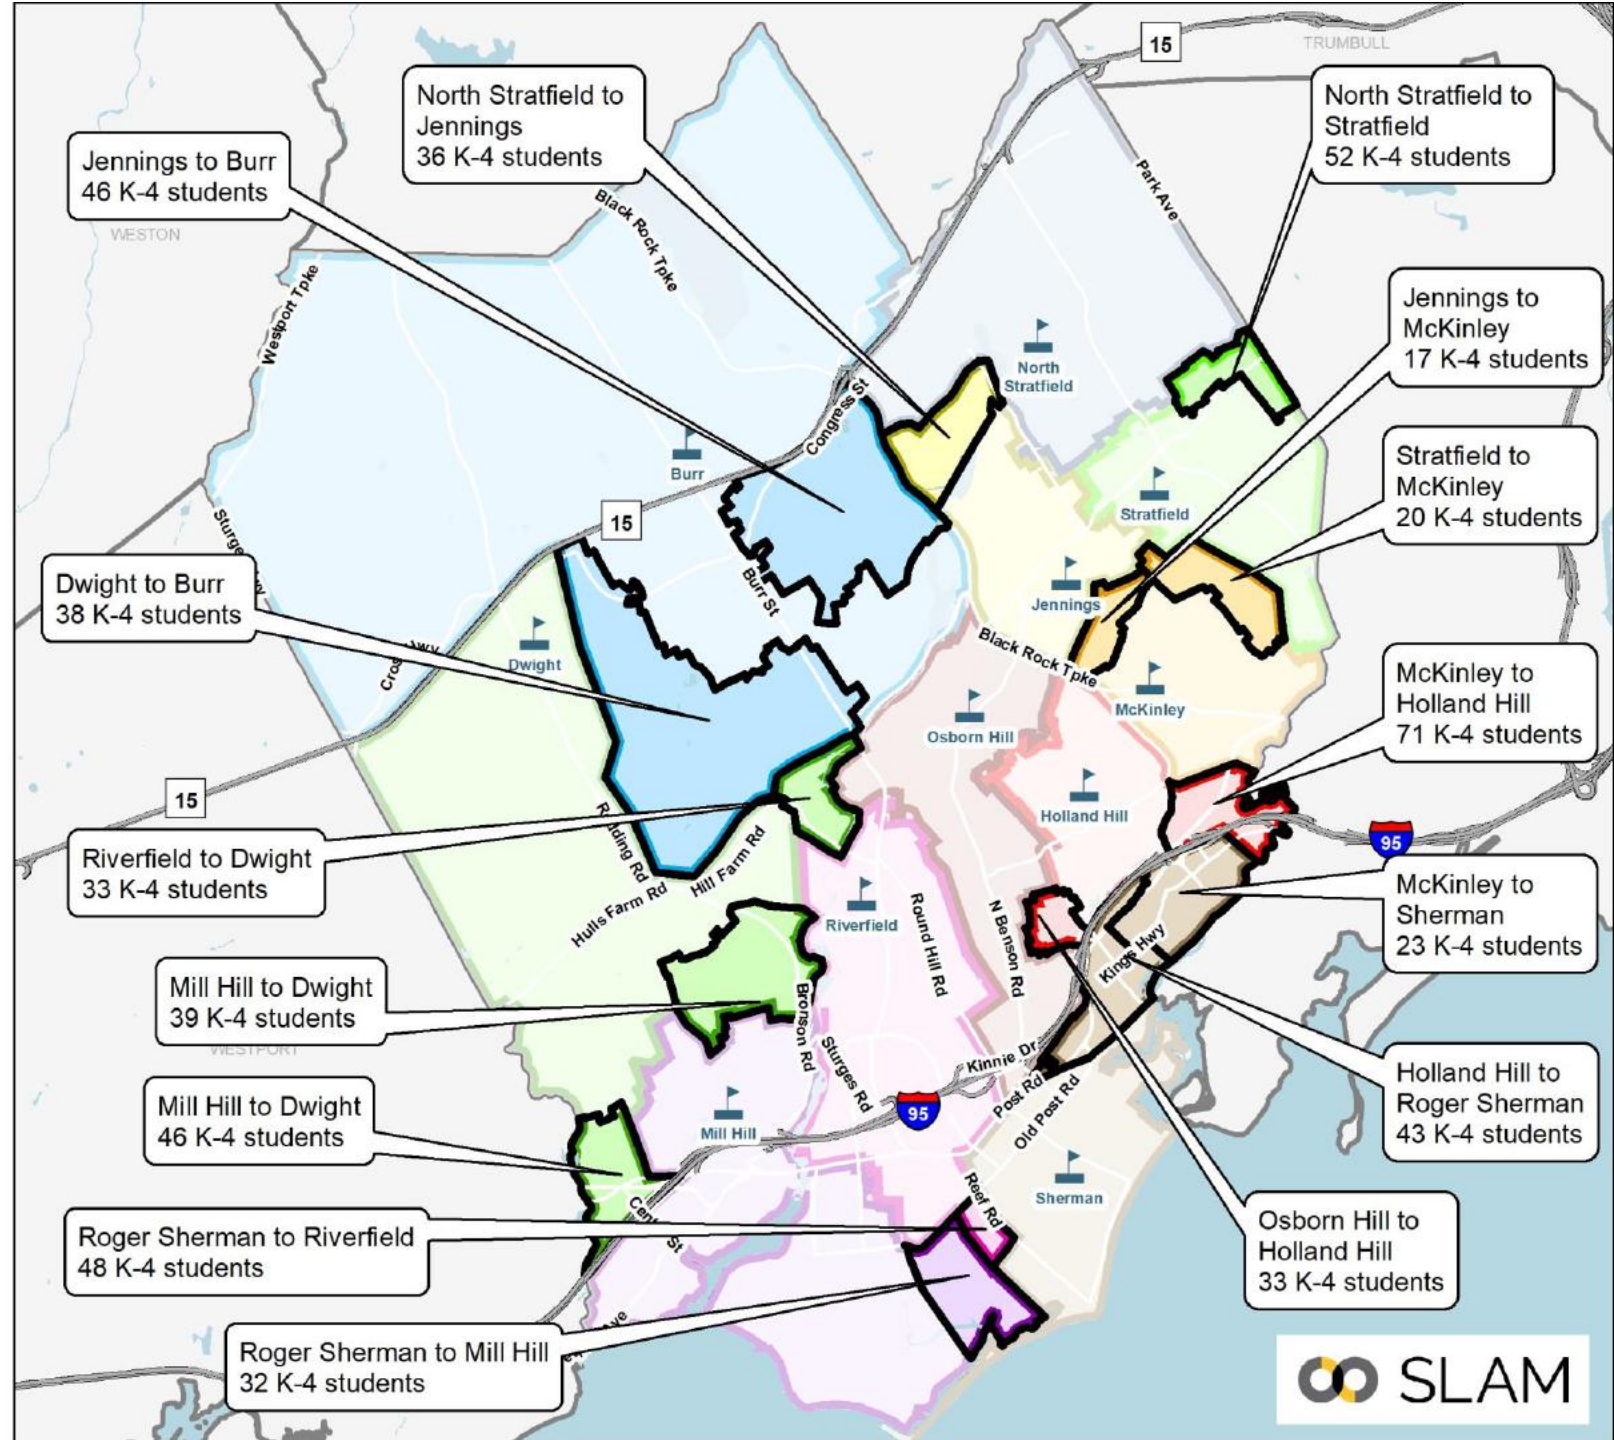 15
TRUMBULL
North Stratfield to
Jennings
36 K-4 students
North Stratfield to
Stratfield
52 K-4 students
Jennings to Burr
46 K-4 students
WESTON
Black Rock Tpke
Park Ave
Westport Tpke
Jennings to
McKinley
17 K-4 students
North
Stratfield
Congress St
Burr
Stratfield
Stratfield to
McKinley
20 K-4 students
15
Dwight to Burr
38 K-4 students
Burr St
Jennings
Dwight
Black Rock Tpke
McKinley
Osborn Hill
McKinley to
Holland Hill
71 K-4 students
15
Holland Hill
95
Riverfield to Dwight
33 K-4 students
Redding Rd
Hill Farm Rd
Hulls Farm Rd
Riverfield
Round Hill Rd
N Benson Rd
Kings Hwy
McKinley to
Sherman
23 K-4 students
Mill Hill to Dwight
39 K-4 students
Bronson Rd
WESTPORT
Sturges Rd
Kinnie Dr
Post Rd
Old Post Rd
Holland Hill to
Roger Sherman
43 K-4 students
Mill Hill to Dwight
46 K-4 students
Mill Hill
95
Sherman
Reef Rd
Roger Sherman to Riverfield
48 K-4 students
Osborn Hill to
Holland Hill
33 K-4 students
Roger Sherman to Mill Hill
32 K-4 students
SLAM